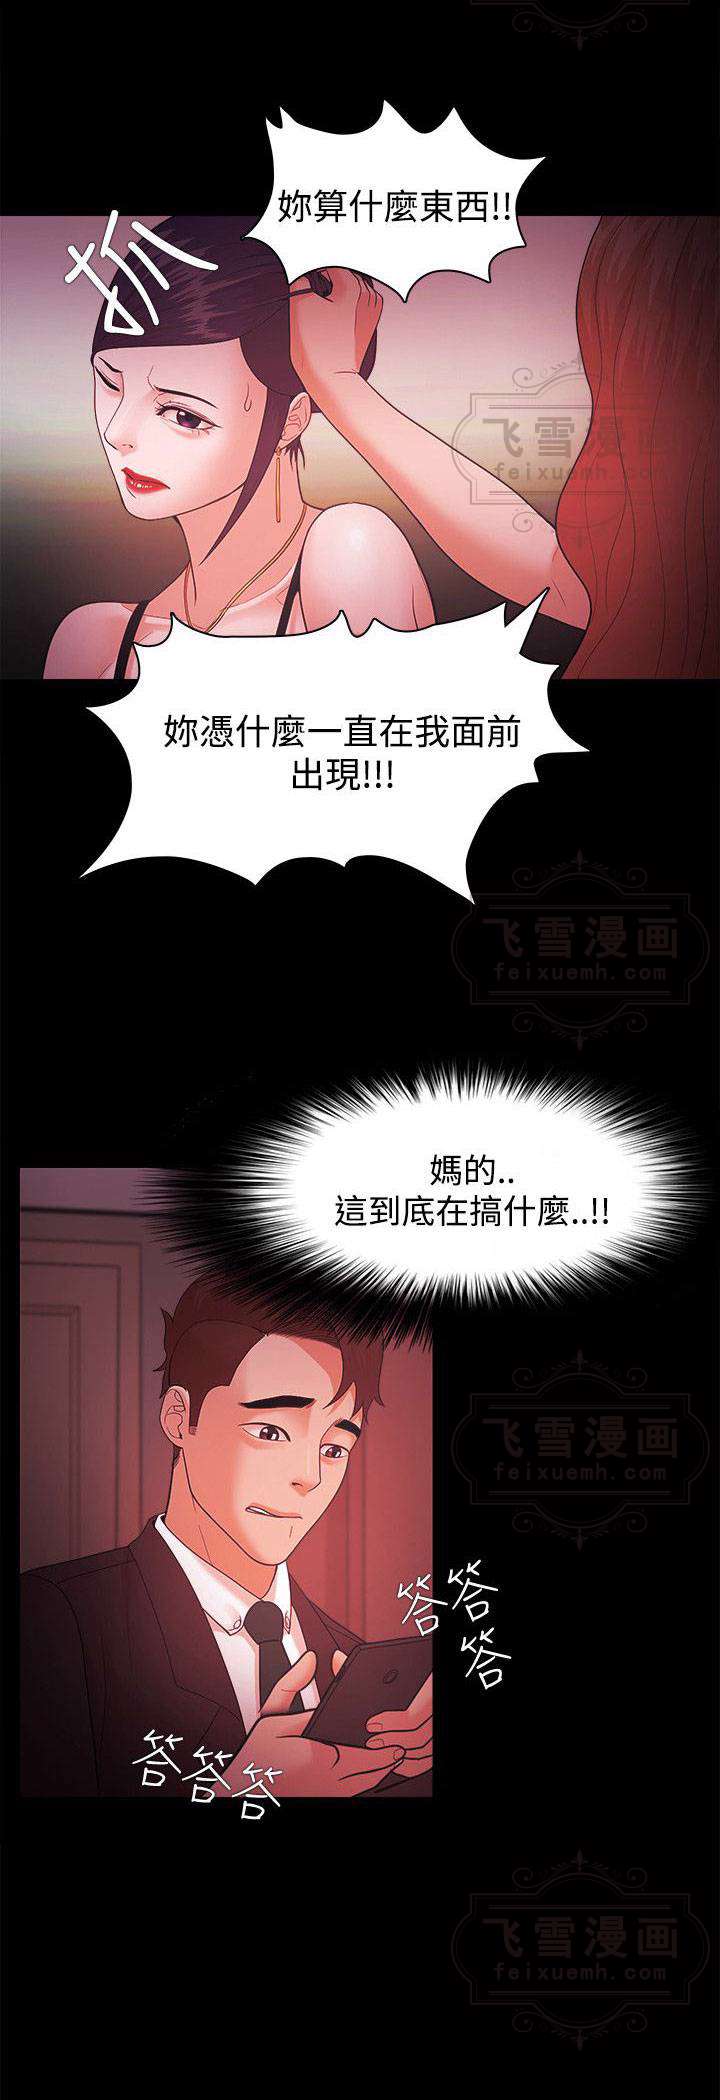 妳算什麼東西!!
扒
飞雪漫画
feixuemh.com
妳憑什麼一直在我面前
出現!!!
飞雪漫画
feixuemh.com
媽的..
這到底在搞什麼..!!
飞雪漫画
feixuemh.com
答答
答
答答答
飞雪漫画
feixuemh.com